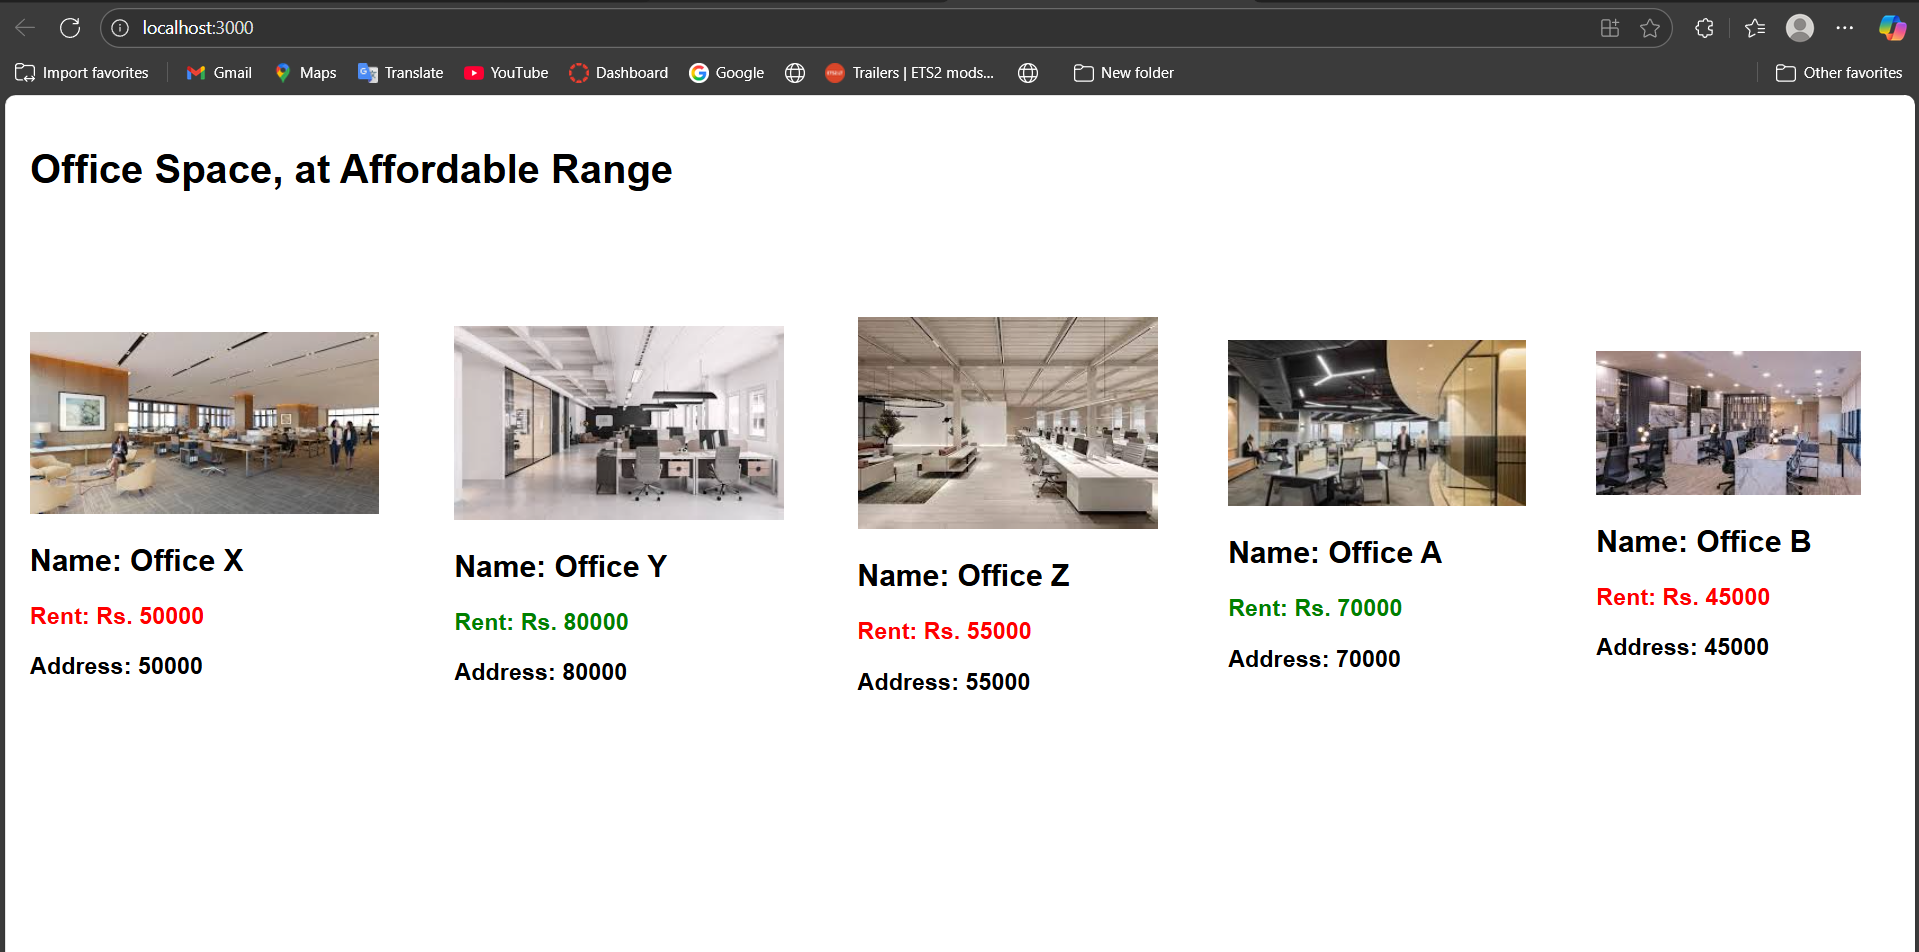 localhost:3000
Import favorites
Gmail
Maps
Translate
YouTube
Dashboard
Google
Trailers | ETS2 mods...
New folder
Other favorites
Office Space, at Affordable Range
Name: Office X
Rent: Rs. 50000
Address: 50000
Name: Office Y
Rent: Rs. 80000
Address: 80000
Name: Office Z
Rent: Rs. 55000
Address: 55000
Name: Office A
Rent: Rs. 70000
Address: 70000
Name: Office B
Rent: Rs. 45000
Address: 45000